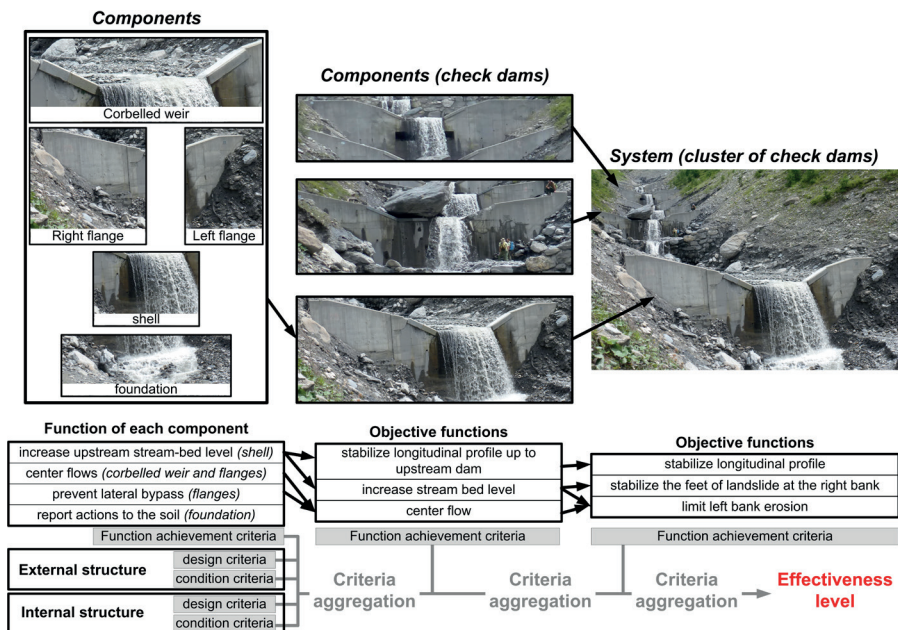 Components
Corbelled weir
Right flange
Left flange
shell
foundation
Components (check dams)
System (cluster of check dams)
Function of each component
increase upstream stream-bed level (shell)
center flows (corbelled weir and flanges)
prevent lateral bypass (flanges)
report actions to the soil (foundation)
Function achievement criteria
External structure
design criteria
condition criteria
Internal structure
design criteria
condition criteria
Criteria
aggregation
Objective functions
stabilize longitudinal profile up to
upstream dam
increase stream bed level
center flow
Function achievement criteria
Criteria
aggregation
Objective functions
stabilize longitudinal profile
stabilize the feet of landslide at the right bank
limit left bank erosion
Function achievement criteria
Criteria
aggregation
Effectiveness
level